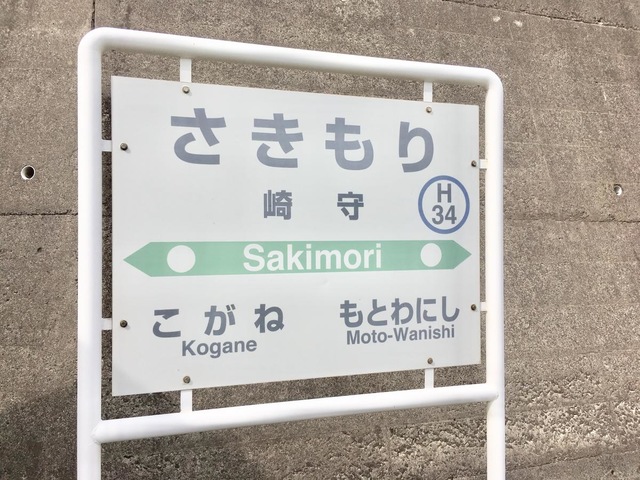 さきもり
崎守
H
34
Sakimori
こがね
Kogane
もとわにし
Moto-Wanishi